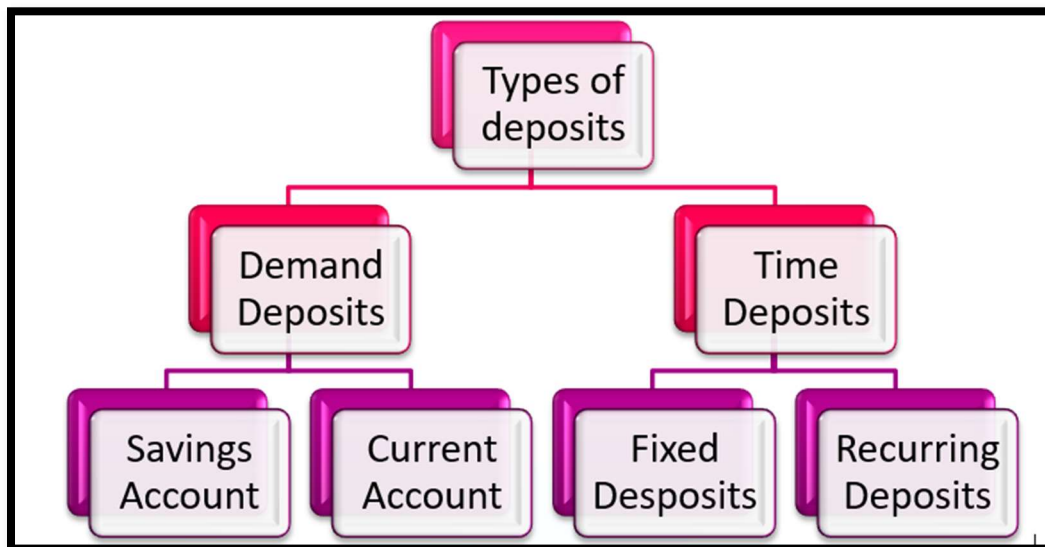 Types of
deposits
Demand
Deposits
Time
Deposits
Savings
Account
Current
Account
Fixed
Desposits
Recurring
Deposits